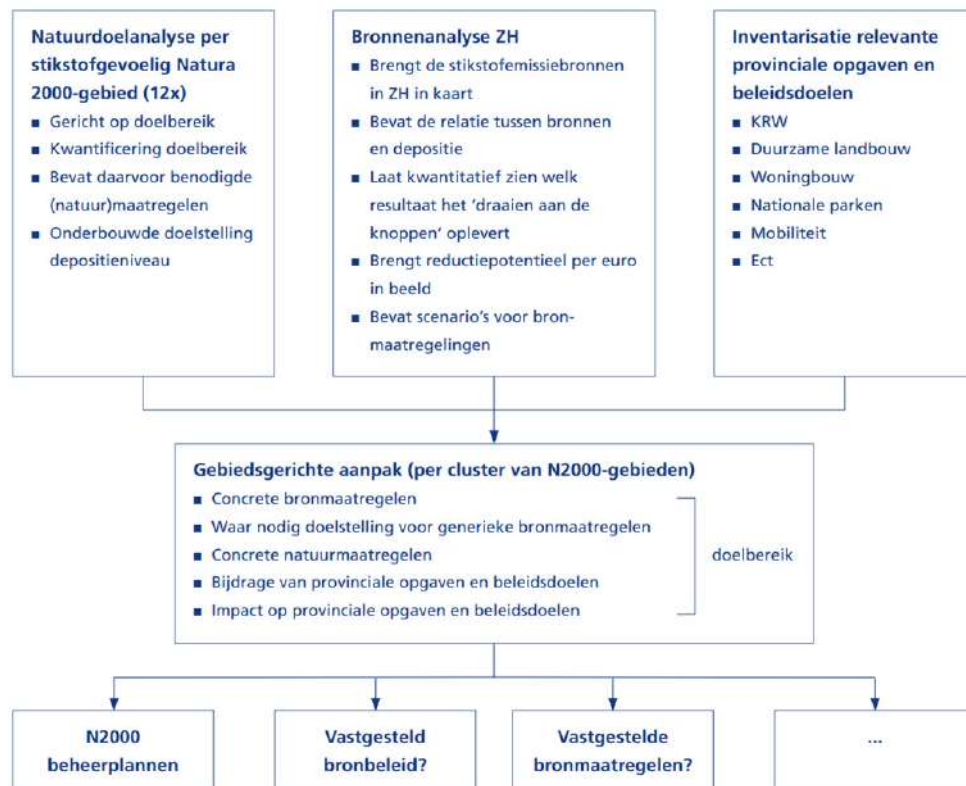 Natuurdoelanalyse per
stikstofgevoelig Natura
2000-gebied (12x)
■ Gericht op doelbereik
■ Kwantificering doelbereik
■ Bevat daarvoor benodigde
(natuur)maatregelen
■ Onderbouwde doelstelling
depositieniveau
Bronnenanalyse ZH
■ Brengt de stikstofemissiebronnen
in ZH in kaart
■ Bevat de relatie tussen bronnen
en depositie
■ Laat kwantitatief zien welk
resultaat het ‘draaien aan de
knoppen’ oplevert
■ Brengt reductiepotentieel per euro
in beeld
■ Bevat scenario’s voor bron-
maatregelingen
Inventarisatie relevante
provinciale opgaven en
beleidsdoelen
■ KRW
■ Duurzame landbouw
■ Woningbouw
■ Nationale parken
■ Mobiliteit
■ Ect
Gebiedsgerichte aanpak (per cluster van N2000-gebieden)
■ Concrete bronmaatregelen
■ Waar nodig doelstelling voor generieke bronmaatregelen
■ Concrete natuurmaatregelen
■ Bijdrage van provinciale opgaven en beleidsdoelen
■ Impact op provinciale opgaven en beleidsdoelen
doelbereik
N2000
beheerplannen
Vastgesteld
bronbeleid?
Vastgestelde
bronmaatregelen?
...